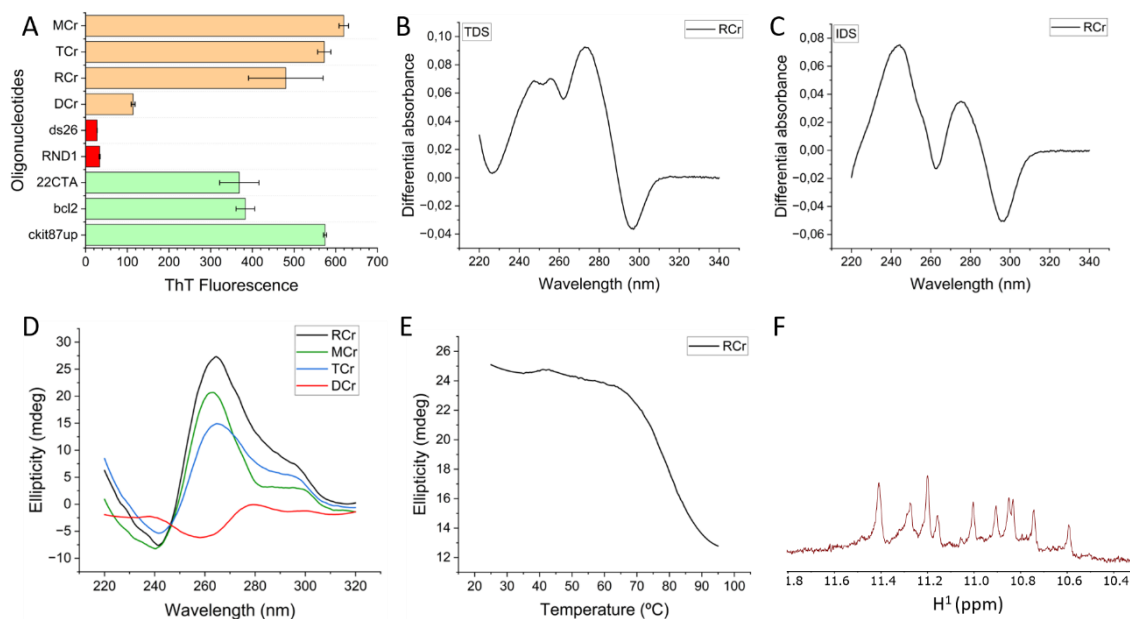 A
Oligonucleotides
MCr
TCr
RCr
DCr
ds26
RND1
22CTA
bcl2
ckit87up
0 100 200 300 400 500 600 700
ThT Fluorescence
B
TDS
RCr
Differential absorbance
0,10
0,08
0,06
0,04
0,02
0,00
−0,02
−0,04
220 240 260 280 300 320 340
Wavelength (nm)
C
IDS
RCr
Differential absorbance
0,08
0,06
0,04
0,02
0,00
−0,02
−0,04
−0,06
220 240 260 280 300 320 340
Wavelength (nm)
D
RCr
MCr
TCr
DCr
Ellipticity (mdeg)
30
25
20
15
10
5
0
−5
−10
220 240 260 280 300 320
Wavelength (nm)
E
RCr
Ellipticity (mdeg)
26
24
22
20
18
16
14
12
20 30 40 50 60 70 80 90 100
Temperature (ºC)
F
1.8 11.6 11.4 11.2 11.0 10.8 10.6 10.4
H¹ (ppm)